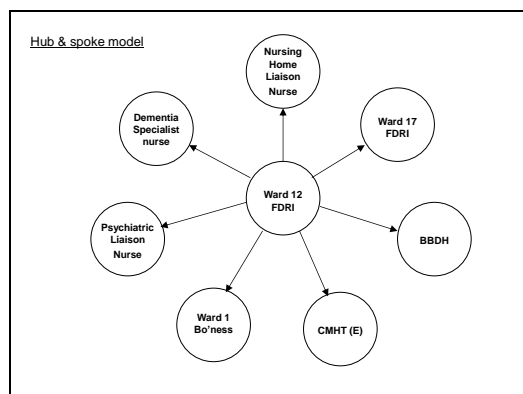 Hub & spoke model
Nursing
Home
Liaison
Nurse
Dementia
Specialist
nurse
Ward 17
FDRI
Ward 12
FDRI
Psychiatric
Liaison
Nurse
BBDH
Ward 1
Bo'ness
CMHT (E)